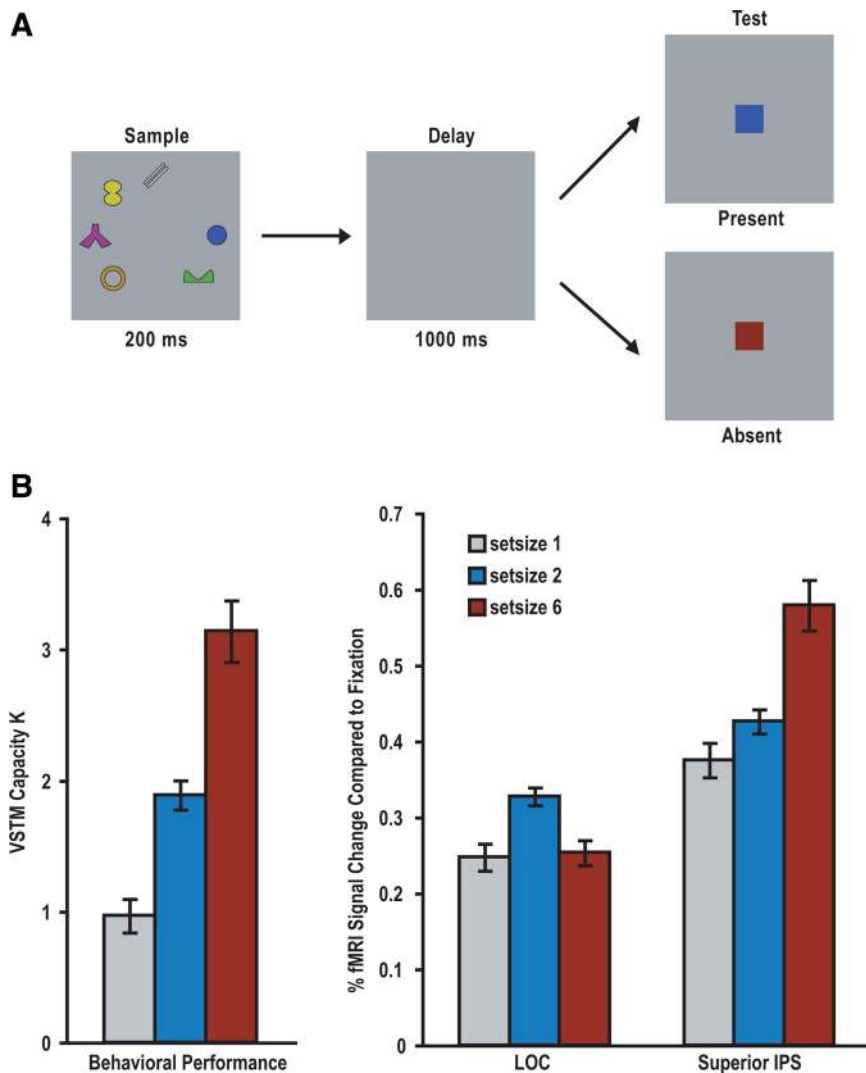 A
Test
Sample
Delay
Present
200 ms
1000 ms
Absent
B
VSTM Capacity K
4
3
2
1
0
Behavioral Performance
% fMRI Signal Change Compared to Fixation
0.7
0.6
0.5
0.4
0.3
0.2
0.1
0
setsize 1
setsize 2
setsize 6
LOC
Superior IPS